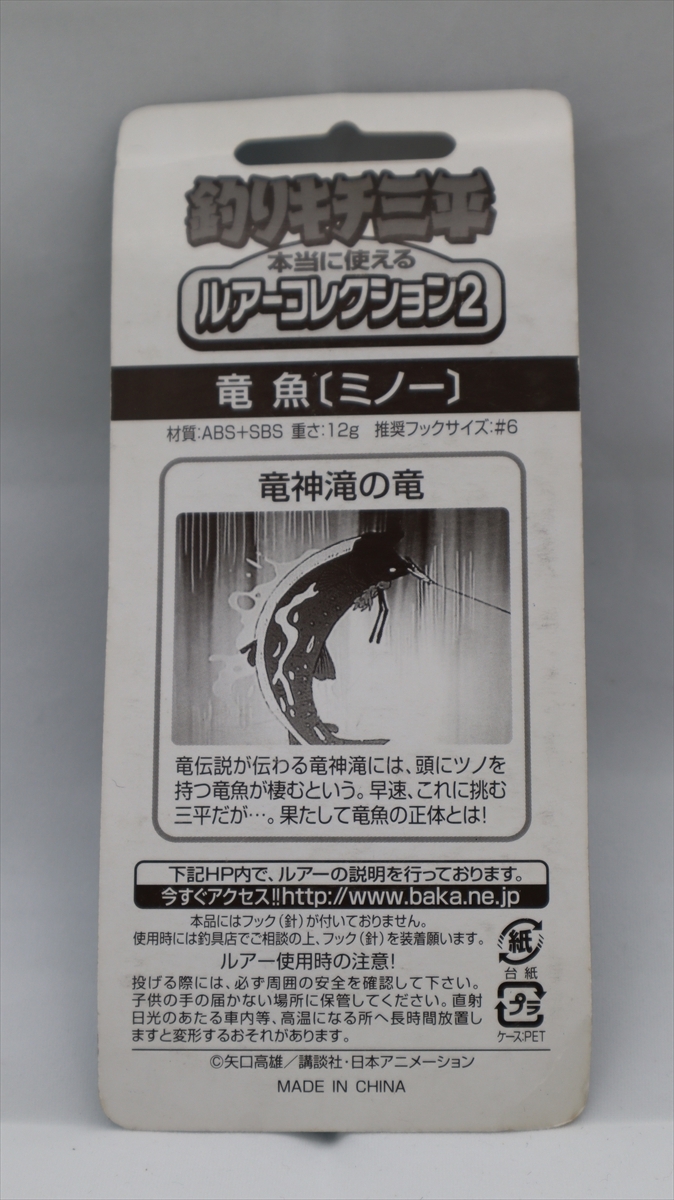 釣りキチ三平
本当に使える
ルアーコレクション2
竜 魚〔ミノー〕
材質:ABS+SBS 重さ:12g 推奨フックサイズ:#6
竜神滝の竜
竜伝説が伝わる竜神滝には、頭にツノを
持つ竜魚が棲むという。早速、これに挑む
三平だが…。果たして竜魚の正体とは!
下記HP内で、ルアーの説明を行っております。
今すぐアクセス!!http://www.baka.ne.jp
本品にはフック(針)が付いておりません。
使用時には釣具店でご相談の上、フック(針)を装着願います。
ルアー使用時の注意!
投げる際には、必ず周囲の安全を確認して下さい。
子供の手の届かない場所に保管してください。直射
日光のあたる車内等、高温になる所へ長時間放置し
ますと変形するおそれがあります。
紙
台紙
プラ
ケース:PET
©矢口高雄/講談社・日本アニメーション
MADE IN CHINA